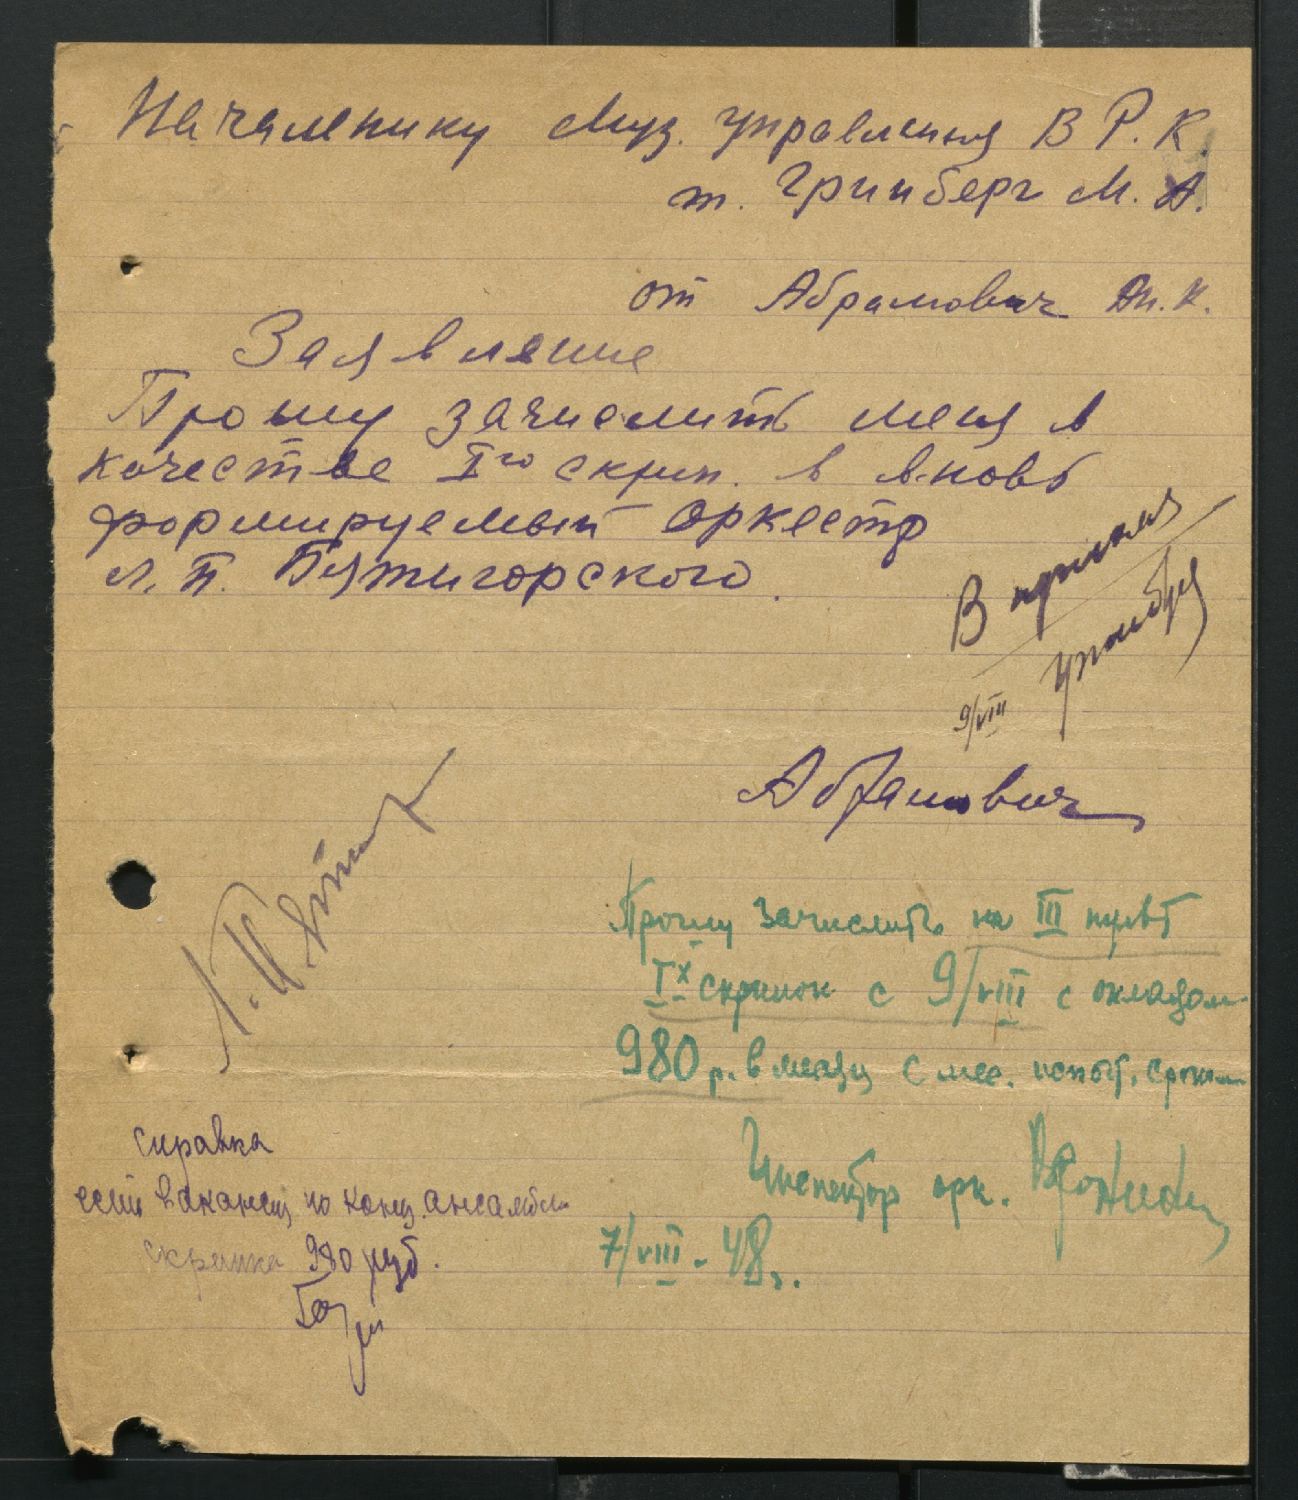 Начальнику Муз. управления В Р. К.
т. Гринберг М. А.
от Абрамович
Заявление
Прошу зачислить меня в
качестве I го скрип. в вновь
формируемый оркестр
Л. П. Пятигорского.
В приказ
9/VIII
Абрамович
Прошу зачислить на III пульт
I х скрипок с 9/VIII с окладом
980 р. в месяц с мес. испыт. сроком
Инспектор орк.
7/VIII - 48 г.
справка
есть вакансия по конц. ансамблю
скрипка 980 руб.